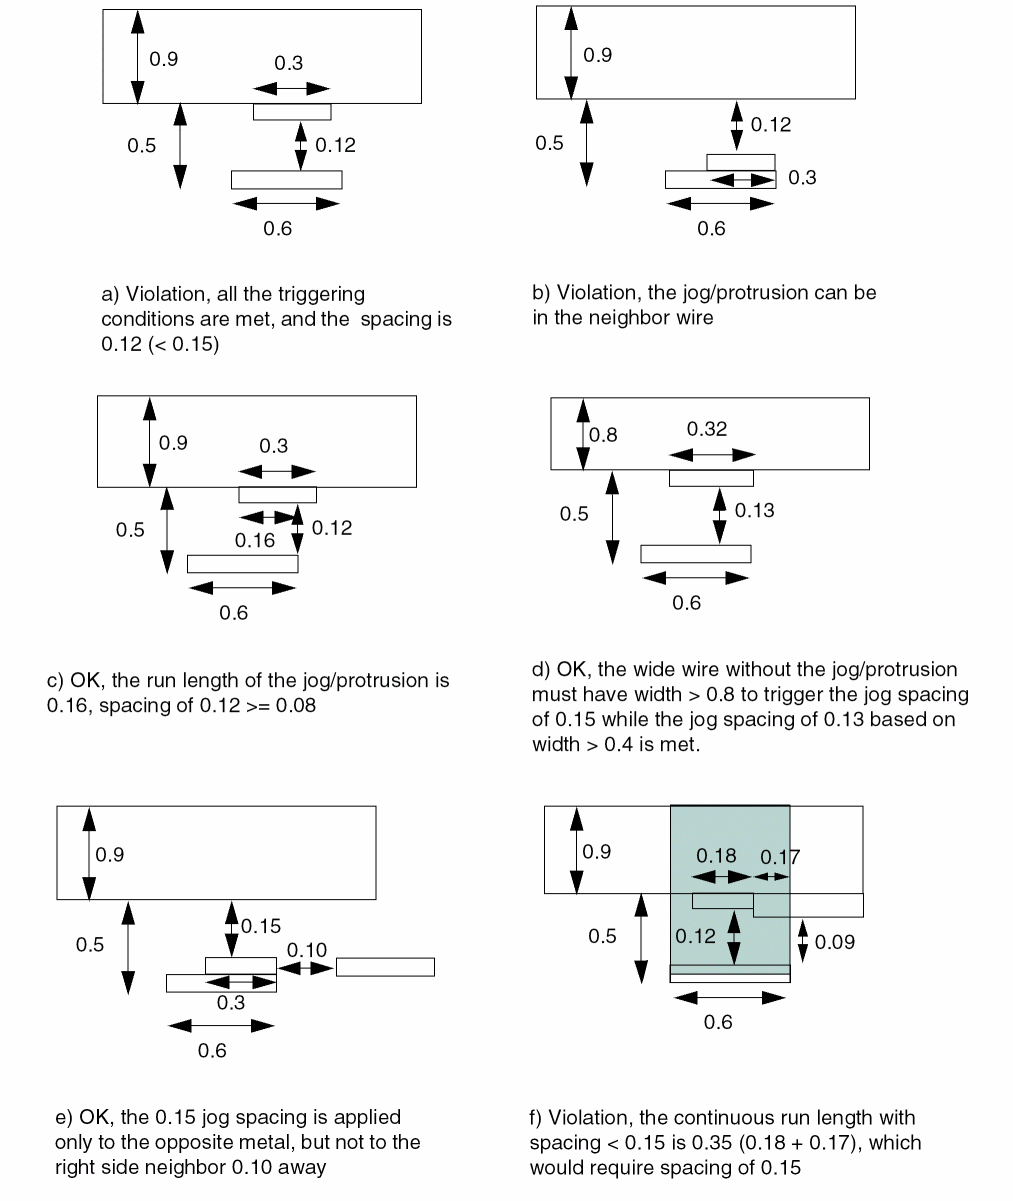 0.9
0.3
0.5
0.12
0.6
a) Violation, all the triggering
conditions are met, and the spacing is
0.12 (< 0.15)
0.9
0.12
0.5
0.3
0.6
b) Violation, the jog/protrusion can be
in the neighbor wire
0.9
0.3
0.5
0.12
0.16
0.6
c) OK, the run length of the jog/protrusion is
0.16, spacing of 0.12 >= 0.08
0.8
0.32
0.5
0.13
0.6
d) OK, the wide wire without the jog/protrusion
must have width > 0.8 to trigger the jog spacing
of 0.15 while the jog spacing of 0.13 based on
width > 0.4 is met.
0.9
0.15
0.5
0.10
0.3
0.6
e) OK, the 0.15 jog spacing is applied
only to the opposite metal, but not to the
right side neighbor 0.10 away
0.9
0.18
0.17
0.5
0.12
0.09
0.6
f) Violation, the continuous run length with
spacing < 0.15 is 0.35 (0.18 + 0.17), which
would require spacing of 0.15